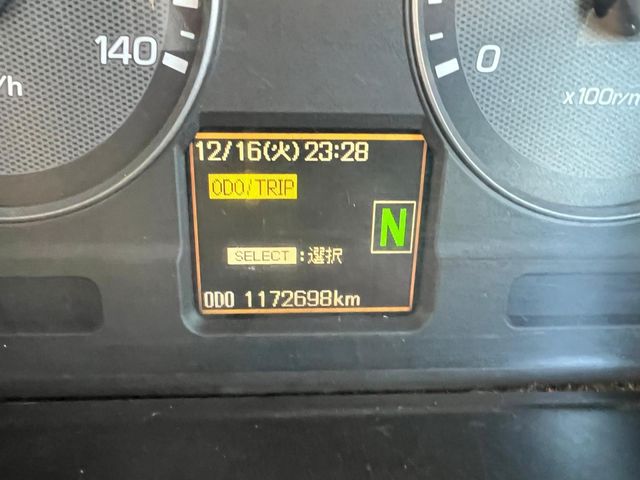 140
/h
0
x100r/m
12/16(火) 23:28
ODO/TRIP
N
SELECT :選択
ODO 1172698km